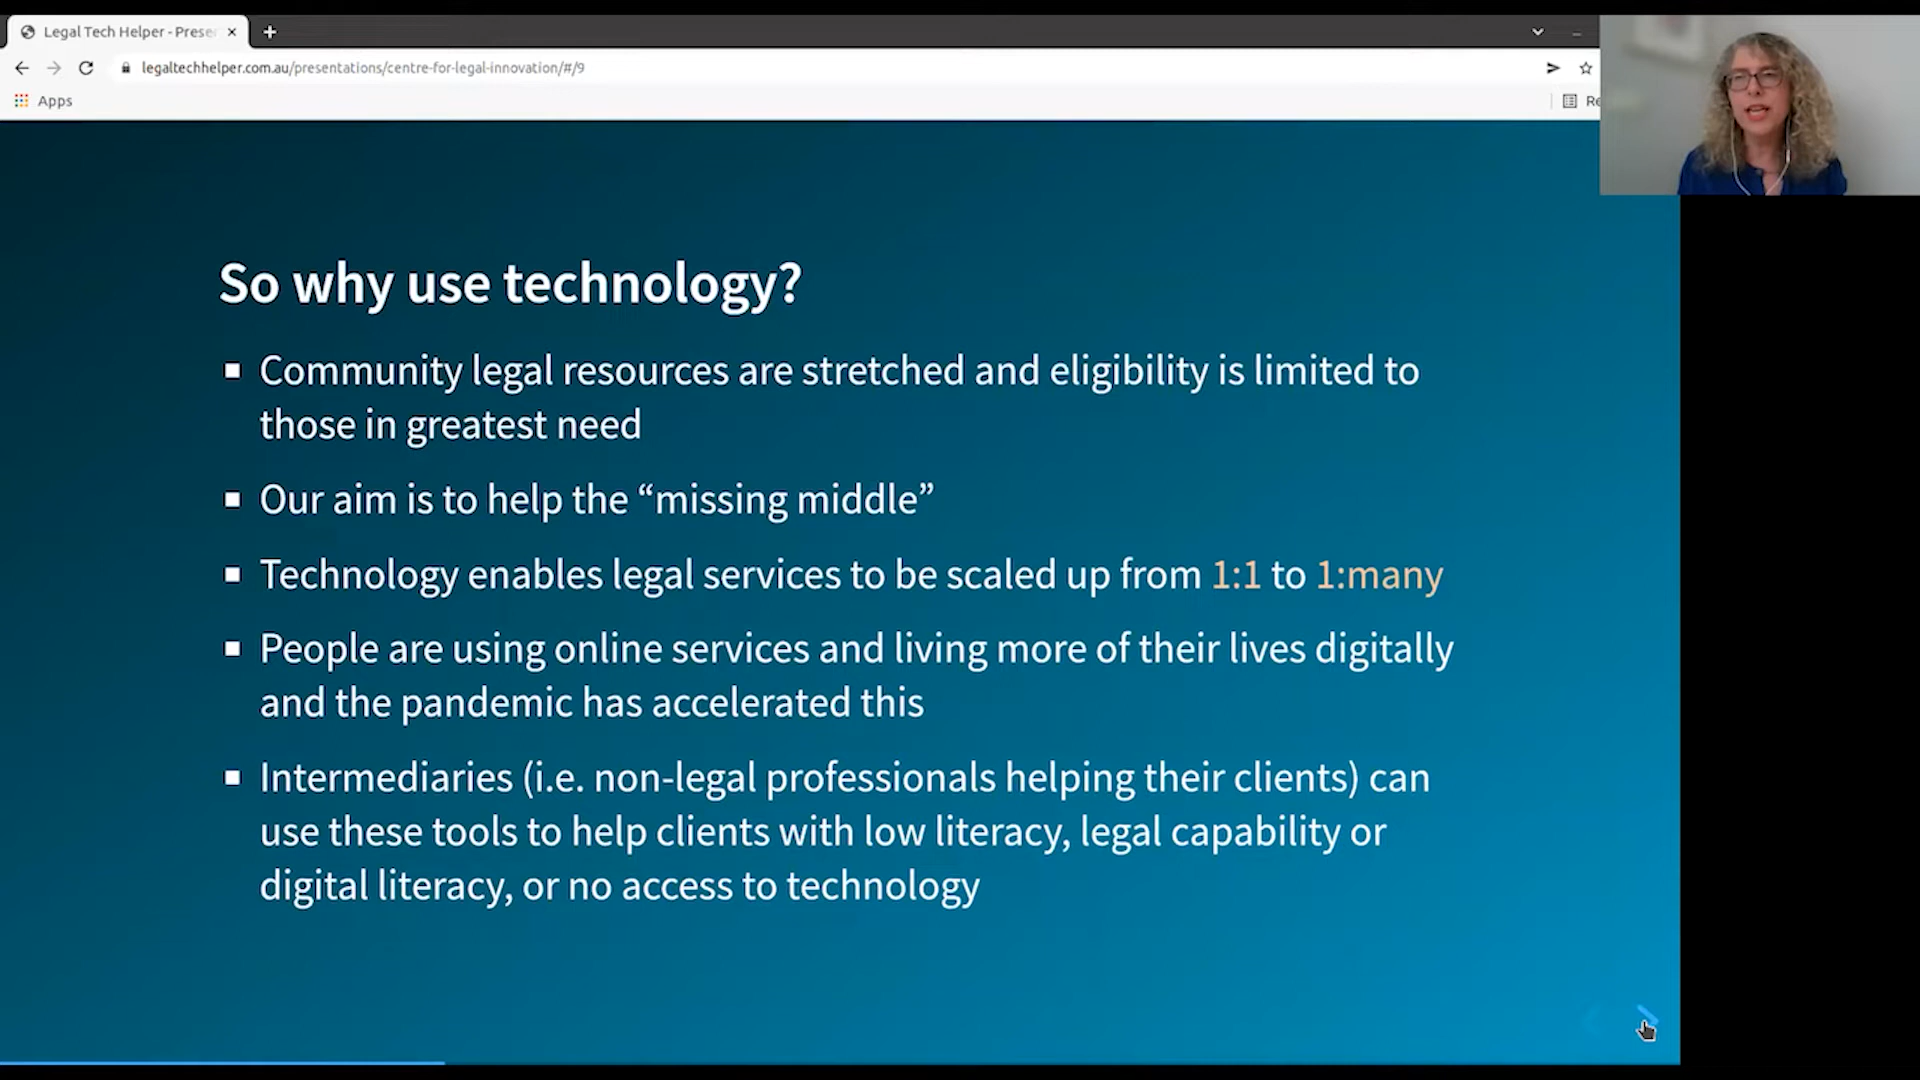 Legal Tech Helper - Prese
legaltechhelper.com.au/presentations/centre-for-legal-innovation/#/9
Apps
Re
So why use technology?
Community legal resources are stretched and eligibility is limited to
those in greatest need
Our aim is to help the “missing middle”
Technology enables legal services to be scaled up from 1:1 to 1:many
People are using online services and living more of their lives digitally
and the pandemic has accelerated this
Intermediaries (i.e. non-legal professionals helping their clients) can
use these tools to help clients with low literacy, legal capability or
digital literacy, or no access to technology